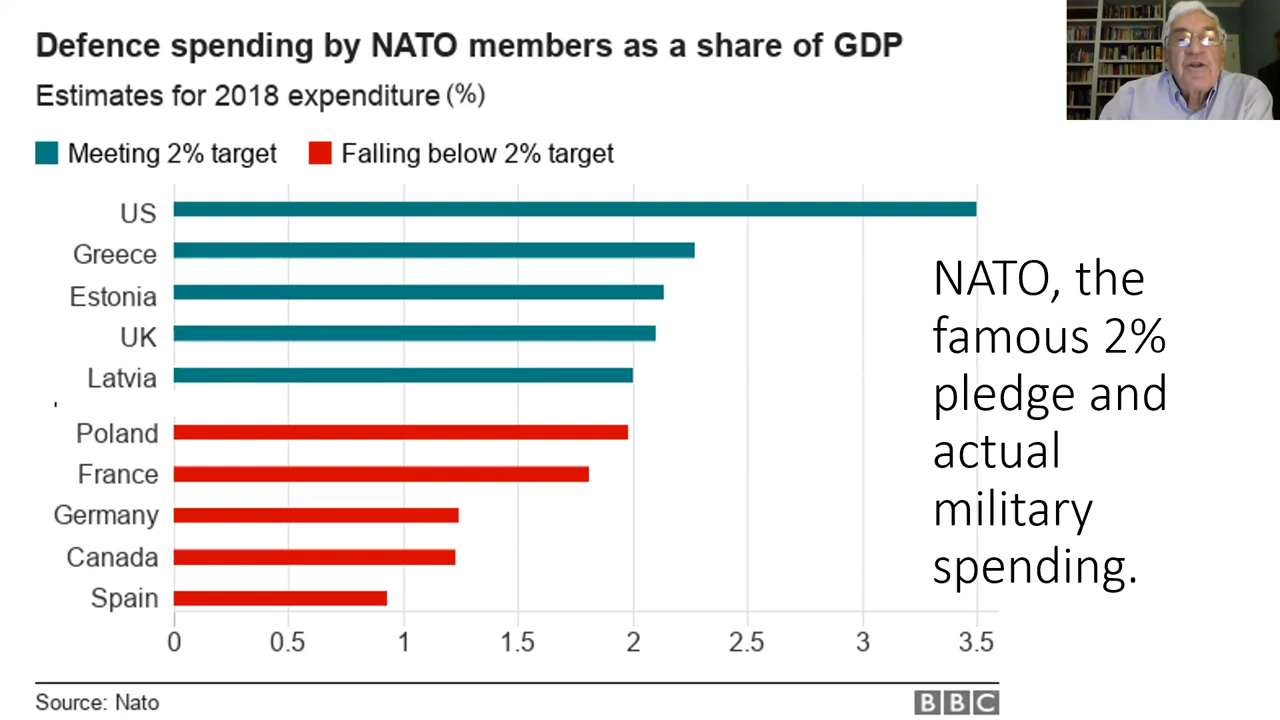 Defence spending by NATO members as a share of GDP
Estimates for 2018 expenditure (%)
Meeting 2% target
Falling below 2% target
US
Greece
Estonia
UK
Latvia
Poland
France
Germany
Canada
Spain
0 0.5 1 1.5 2 2.5 3 3.5
Source: Nato
BBC
NATO, the
famous 2%
pledge and
actual
military
spending.